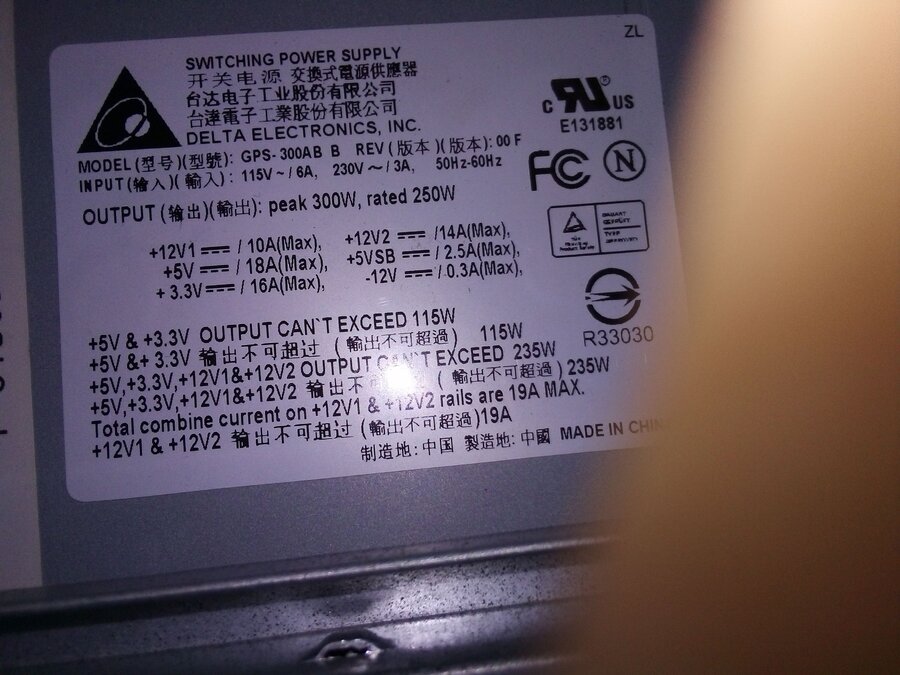 ZL
SWITCHING POWER SUPPLY
开关电源 交換式電源供應器
台达电子工业股份有限公司
台達電子工業股份有限公司
DELTA ELECTRONICS, INC.
MODEL (型号)(型號): GPS-300AB B REV (版本)(版本): 00 F
INPUT (输入)(輸入): 115V ~ / 6A, 230V ~ / 3A, 50Hz-60Hz
OUTPUT (输出)(輸出): peak 300W, rated 250W
+12V1 ⎓ / 10A(Max), +12V2 ⎓ /14A(Max),
+5V ⎓ / 18A(Max), +5VSB ⎓ / 2.5A(Max),
+3.3V ⎓ / 16A(Max), -12V ⎓ / 0.3A(Max),
+5V & +3.3V OUTPUT CAN`T EXCEED 115W
+5V & +3.3V 输出不可超过 (輸出不可超過) 115W
+5V,+3.3V,+12V1&+12V2 OUTPUT CAN'T EXCEED 235W
+5V,+3.3V,+12V1&+12V2 输出不可 (輸出不可超過) 235W
Total combine current on +12V1 & +12V2 rails are 19A MAX.
+12V1 & +12V2 输出不可超过 (輸出不可超過)19A
制造地: 中国 製造地: 中國 MADE IN CHIN
c RU ® US
E131881
FC N
R33030